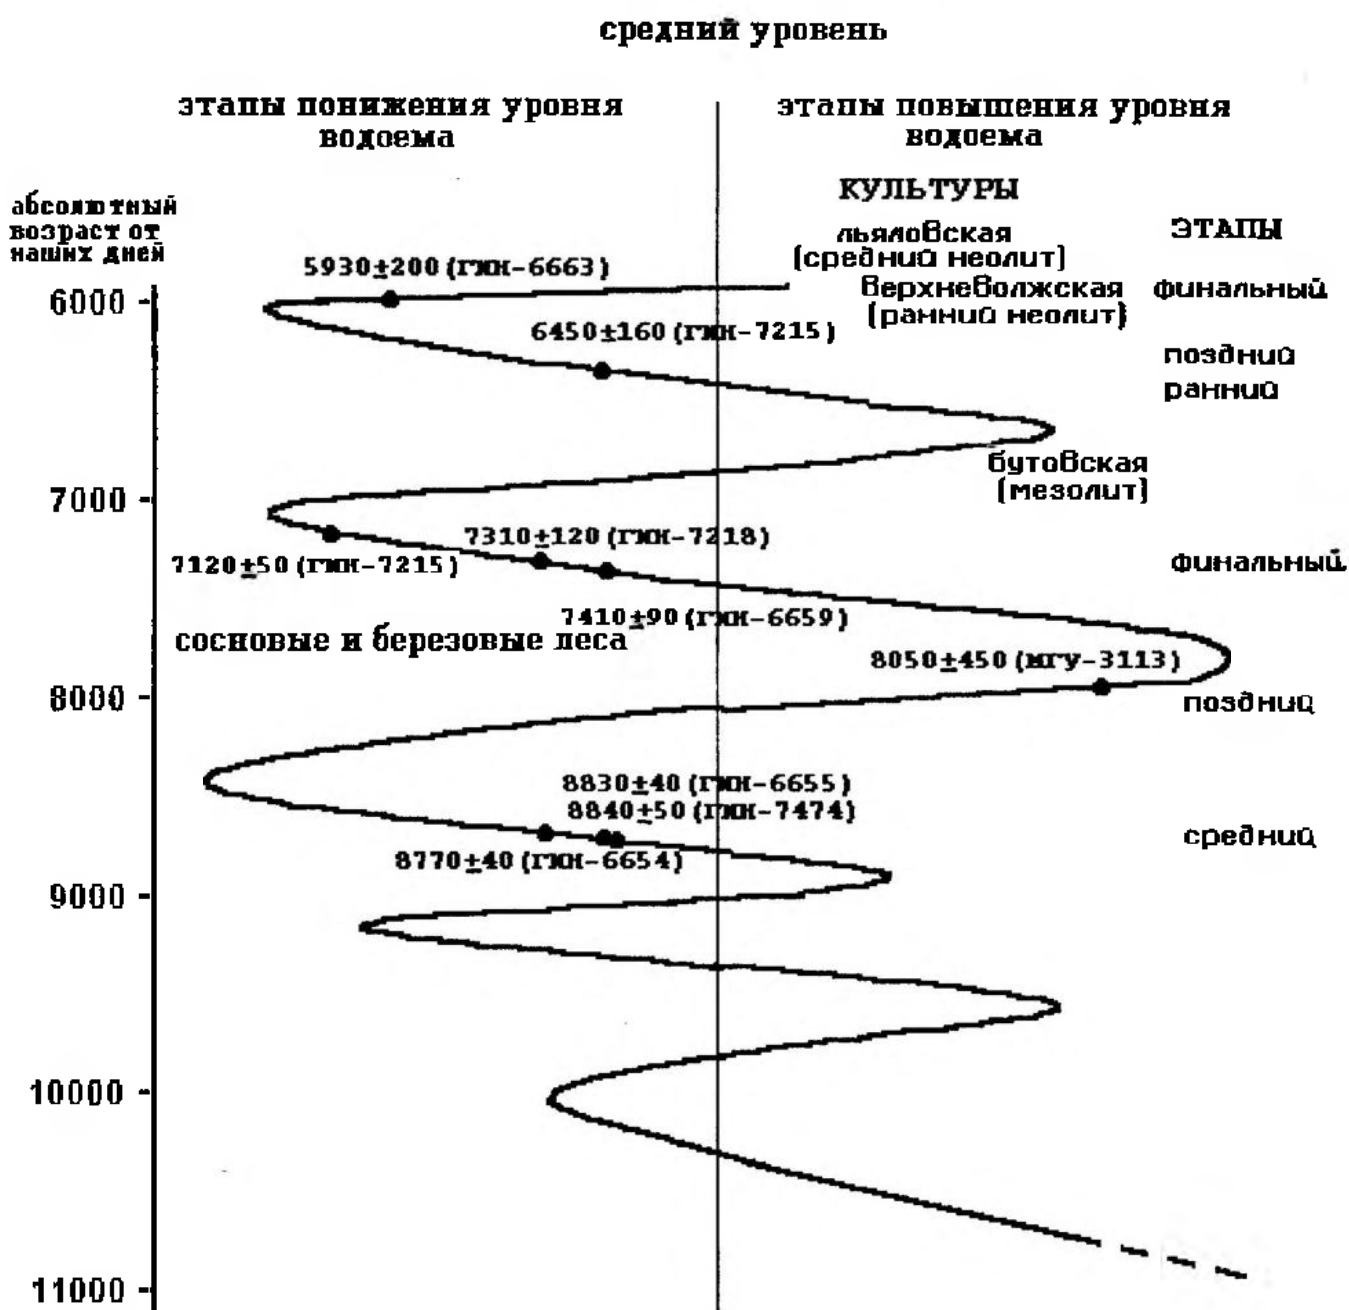 средний уровень
этапы понижения уровня
водоема
этапы повышения уровня
водоема
КУЛЬТУРЫ
абсолютный
возраст от
наших дней
льяловская
(средний неолит)
ЭТАПЫ
5930±200 (ГИН-6663)
Верхневолжская
(ранний неолит)
финальный
6000
6450±160 (ГИН-7215)
поздний
ранний
бутовская
(мезолит)
7000
7310±120 (ГИН-7218)
7120±50 (ГИН-7215)
финальный
7410±90 (ГИН-6659)
сосновые и березовые леса
8050±450 (МГУ-3113)
8000
поздний
8830±40 (ГИН-6655)
8840±50 (ГИН-7474)
средний
8770±40 (ГИН-6654)
9000
10000
11000